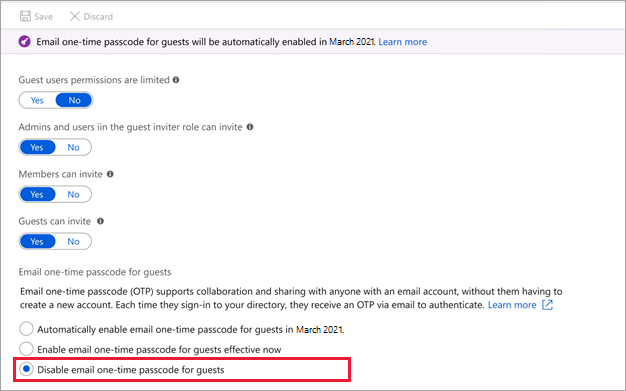 Save Discard
Email one-time passcode for guests will be automatically enabled in March 2021. Learn more
Guest users permissions are limited
Yes No
Admins and users iin the guest inviter role can invite
Yes No
Members can invite
Yes No
Guests can invite
Yes No
Email one-time passcode for guests
Email one-time passcode (OTP) supports collaboration and sharing with anyone with an email account, without them having to
create a new account. Each time they sign-in to your directory, they receive an OTP via email to authenticate. Learn more
Automatically enable email one-time passcode for guests in March 2021.
Enable email one-time passcode for guests effective now
Disable email one-time passcode for guests